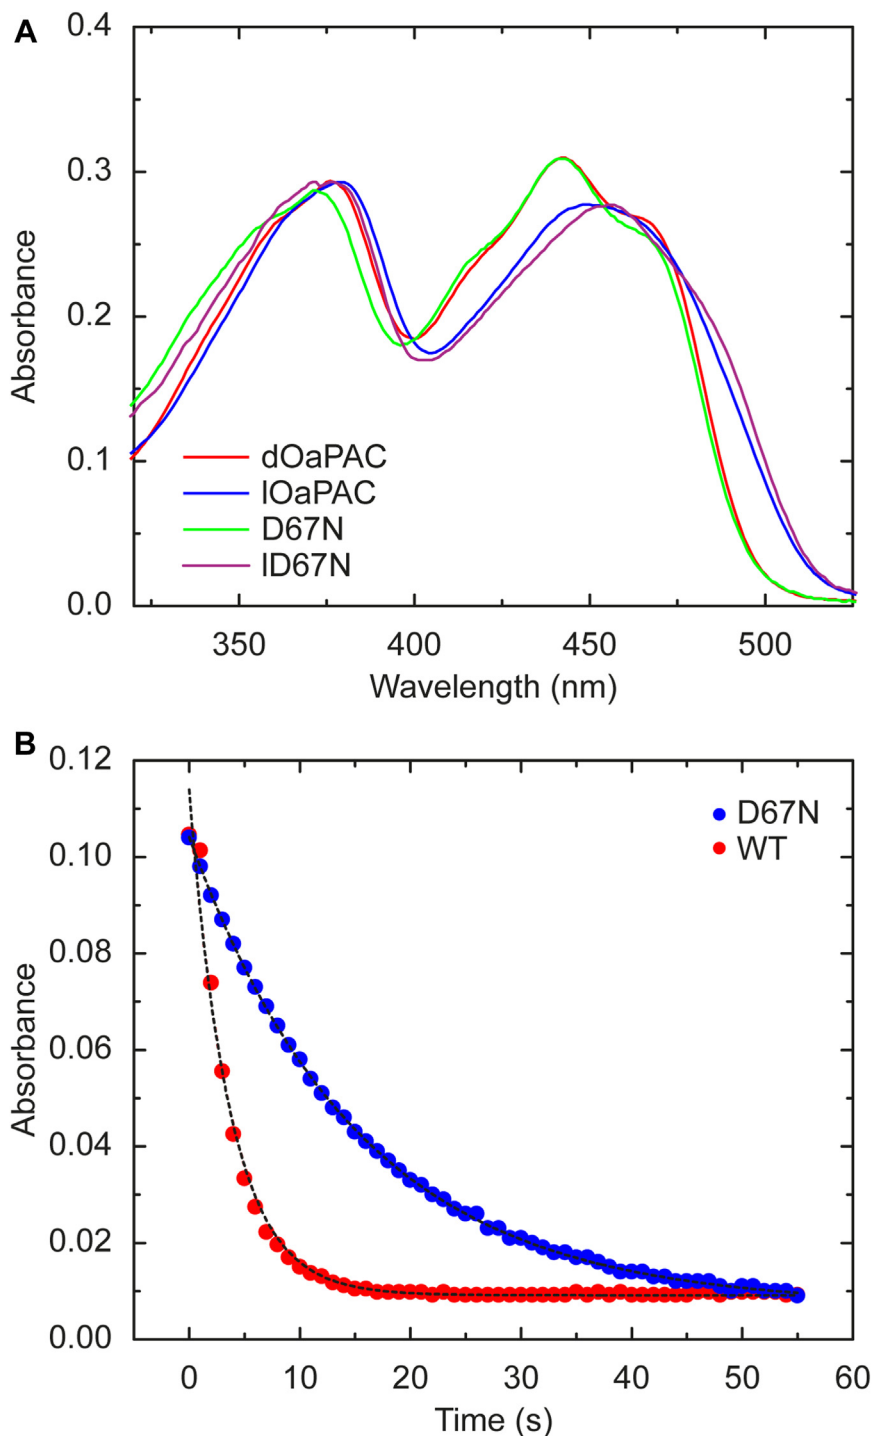 A
0.4
0.3
0.2
0.1
0.0
Absorbance
dOaPAC
lOaPAC
D67N
lD67N
350 400 450 500
Wavelength (nm)
B
0.12
0.10
0.08
0.06
0.04
0.02
0.00
Absorbance
D67N
WT
0 10 20 30 40 50 60
Time (s)